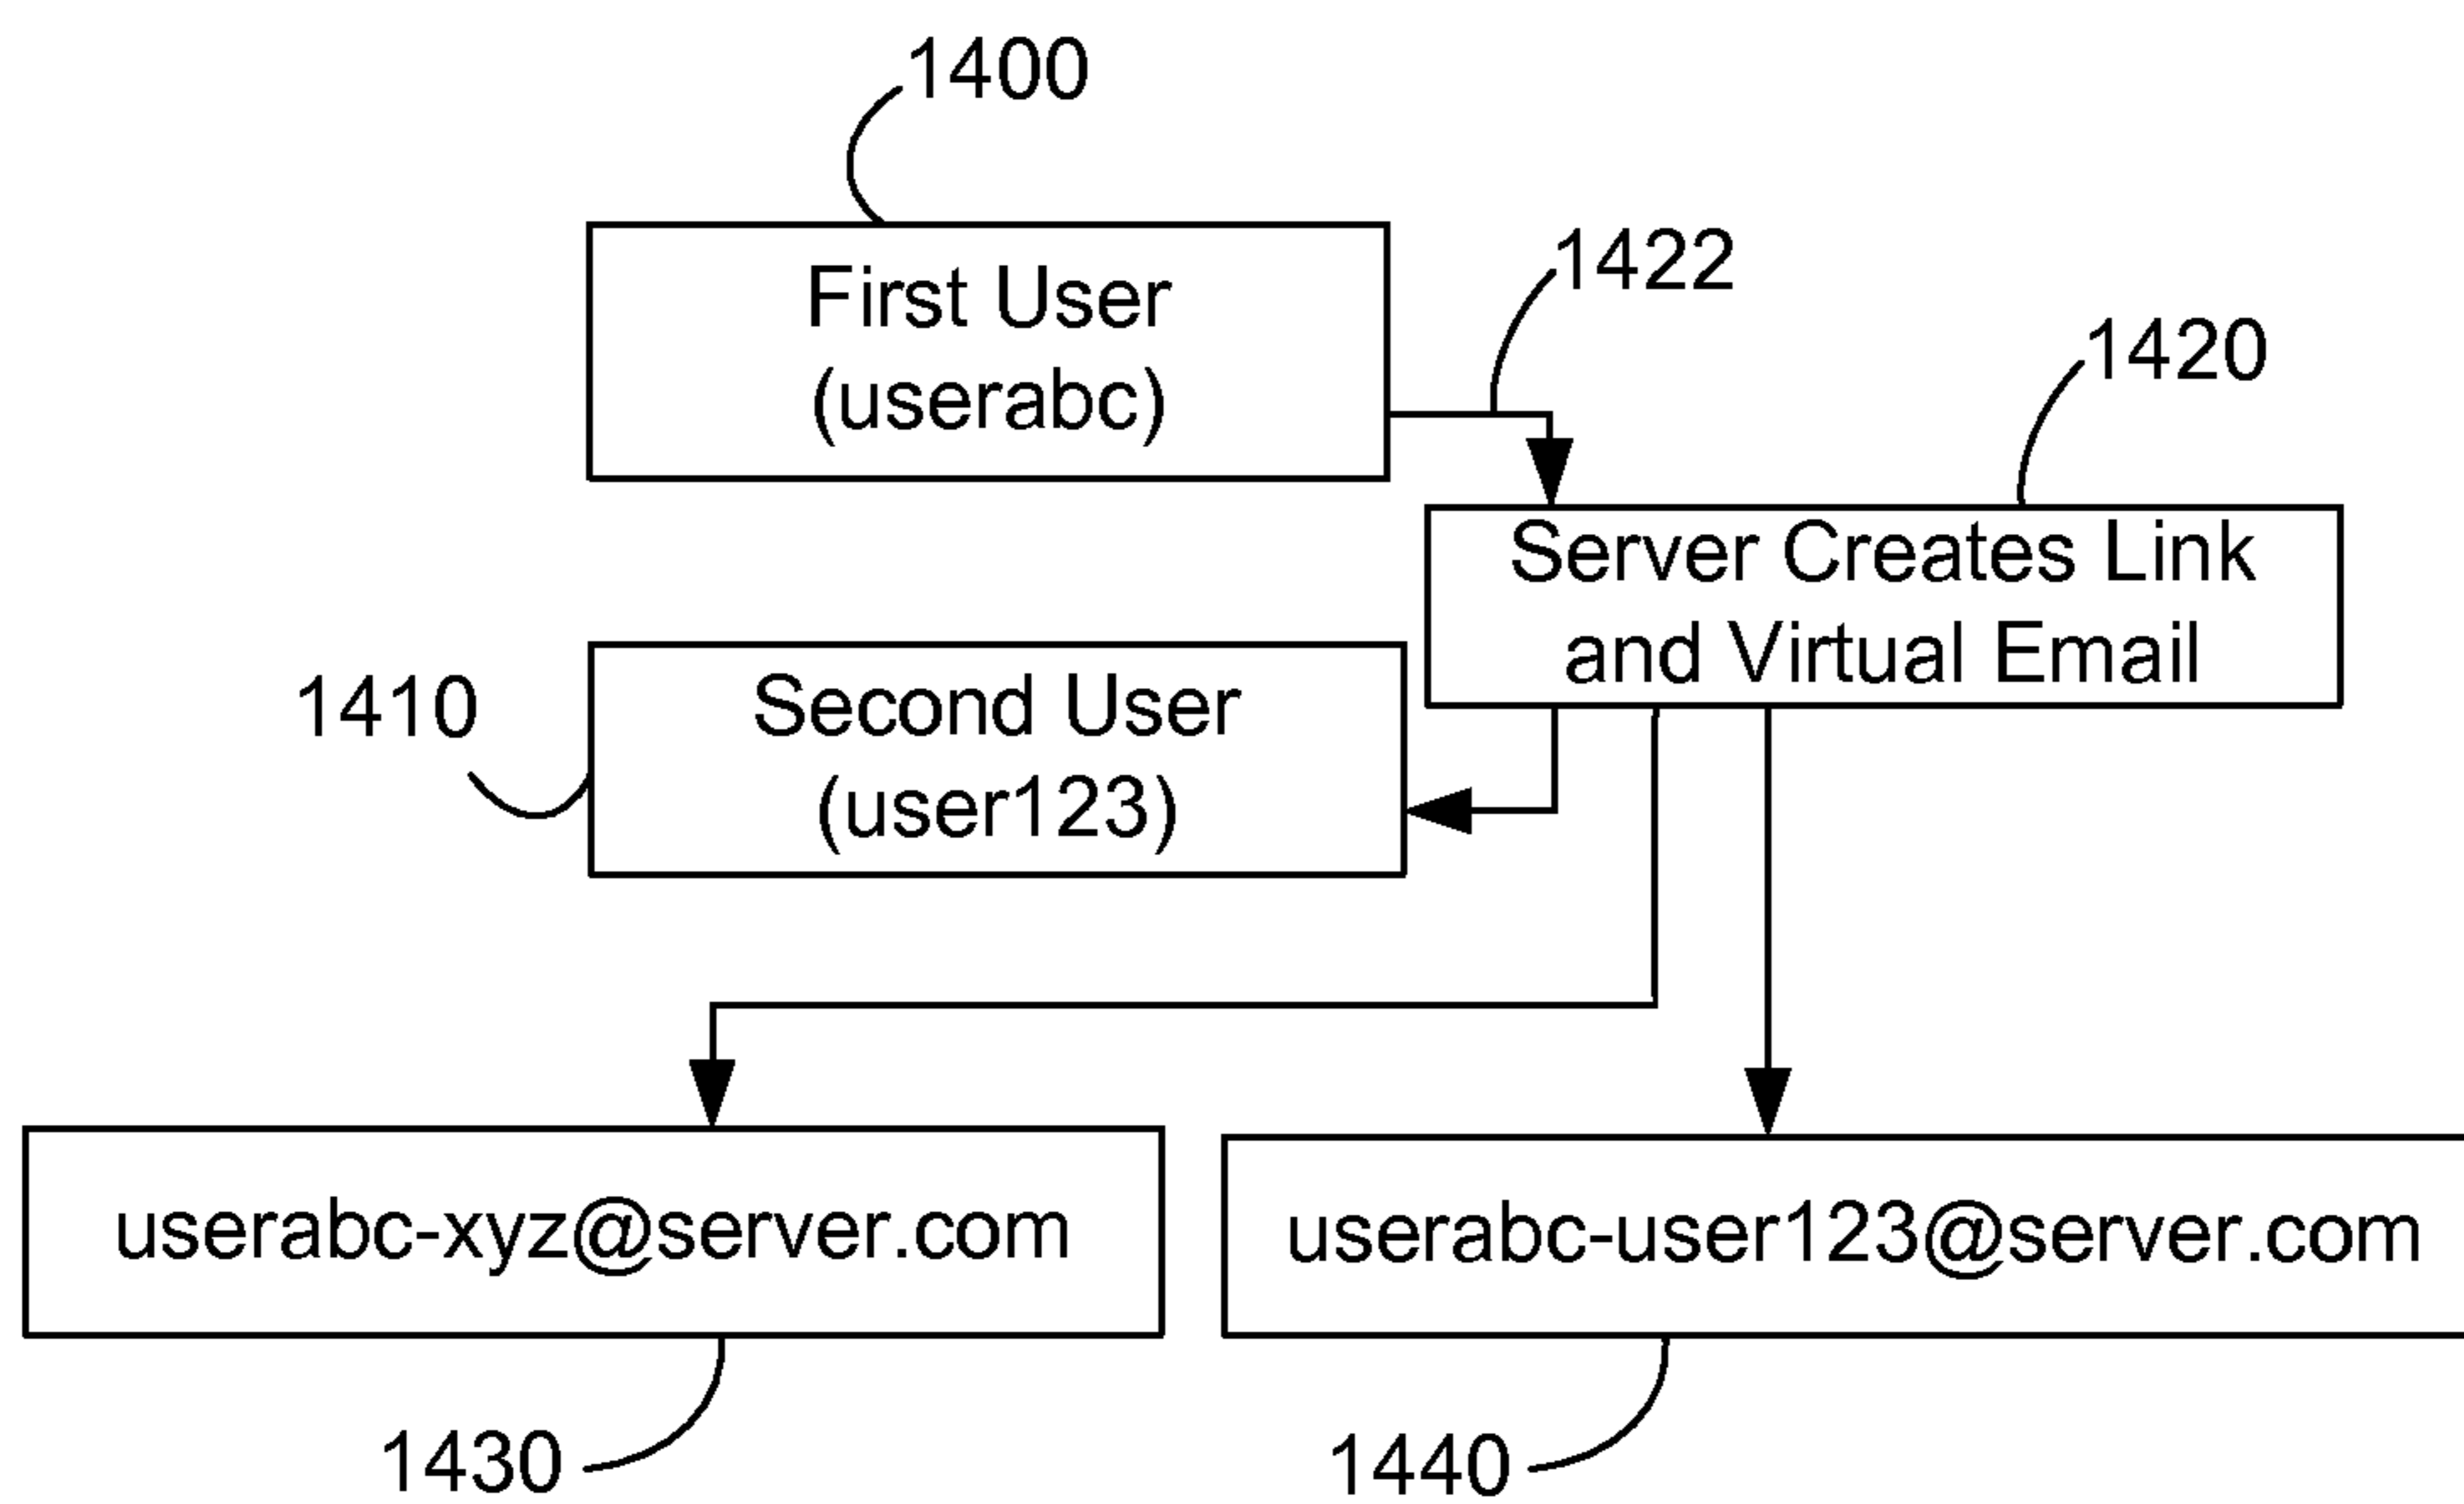 1400
First User
(userabc)
1422
1420
Server Creates Link
and Virtual Email
1410
Second User
(user123)
userabc-xyz@server.com
userabc-user123@server.com
1430
1440